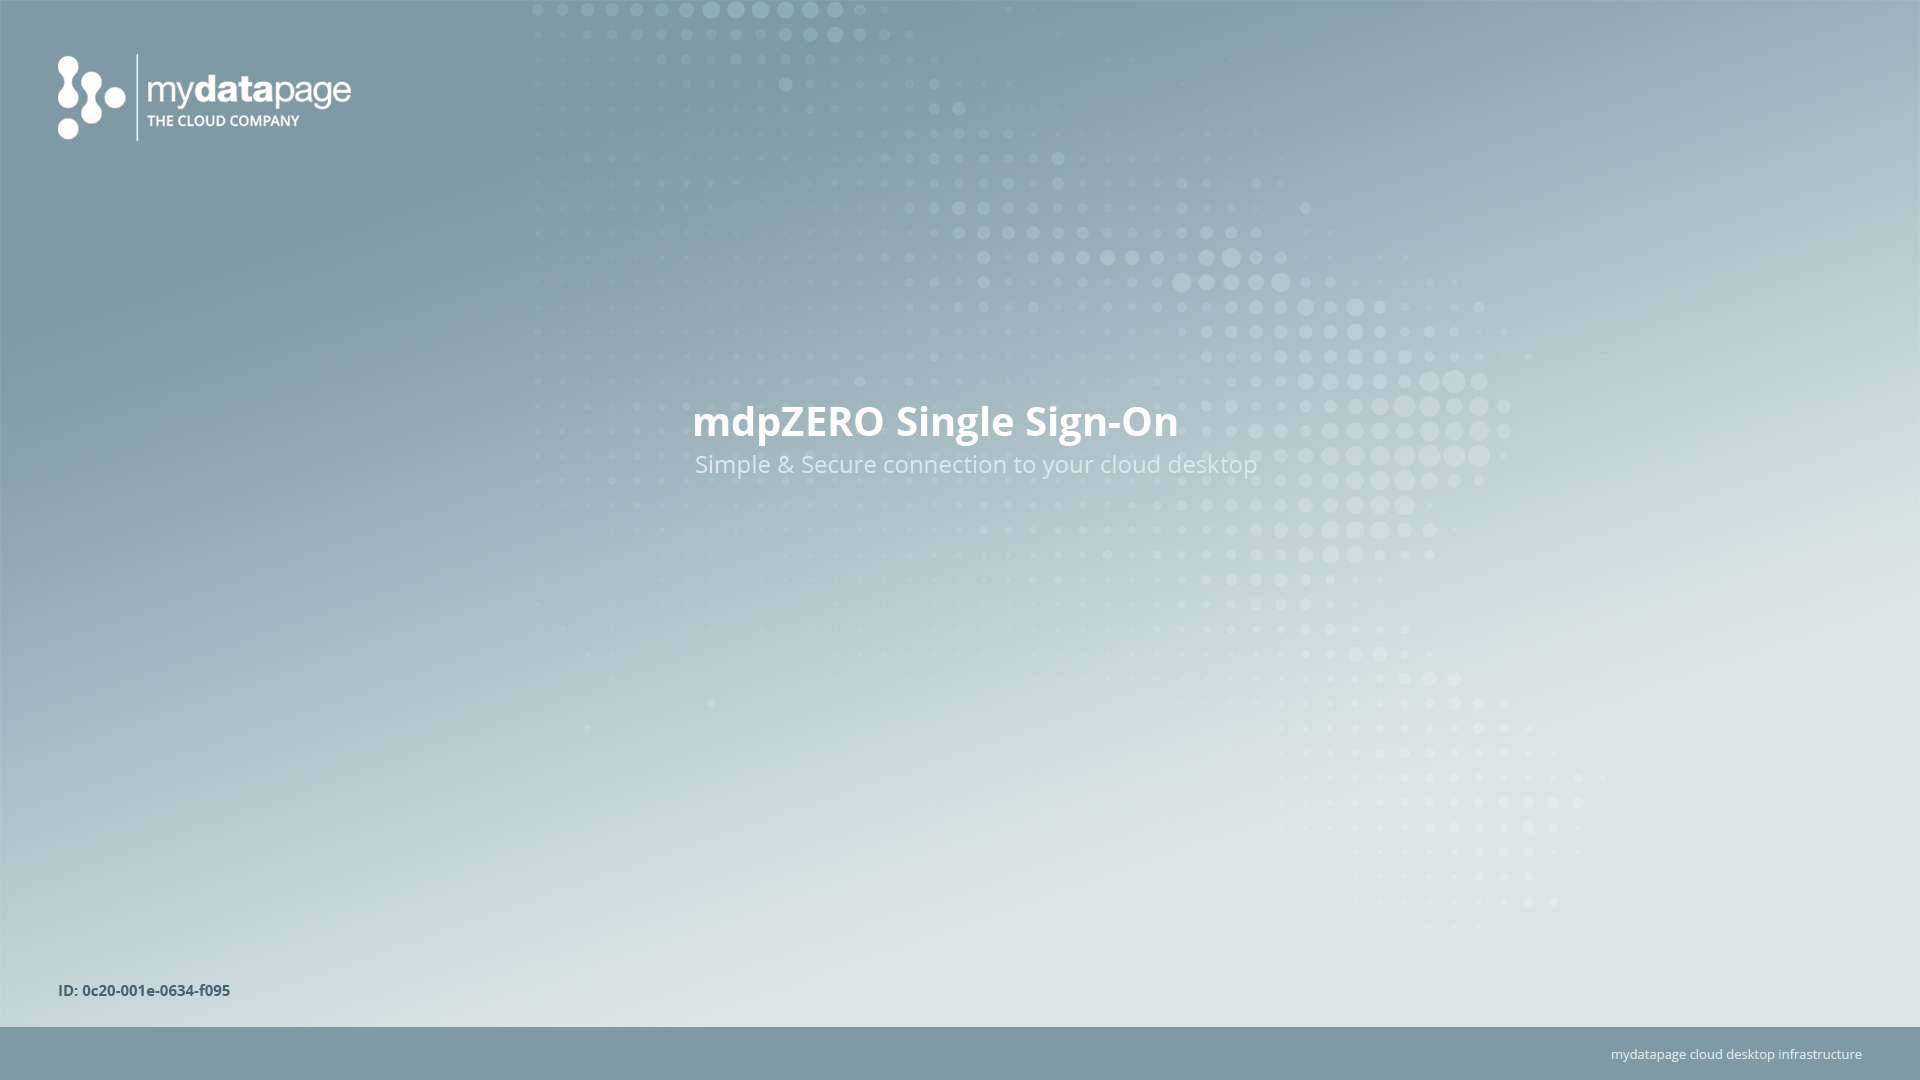 mydatapage
THE CLOUD COMPANY
mdpZERO Single Sign-On
Simple & Secure connection to your cloud desktop
ID: 0c20-001e-0634-f095
mydatapage cloud desktop infrastructure